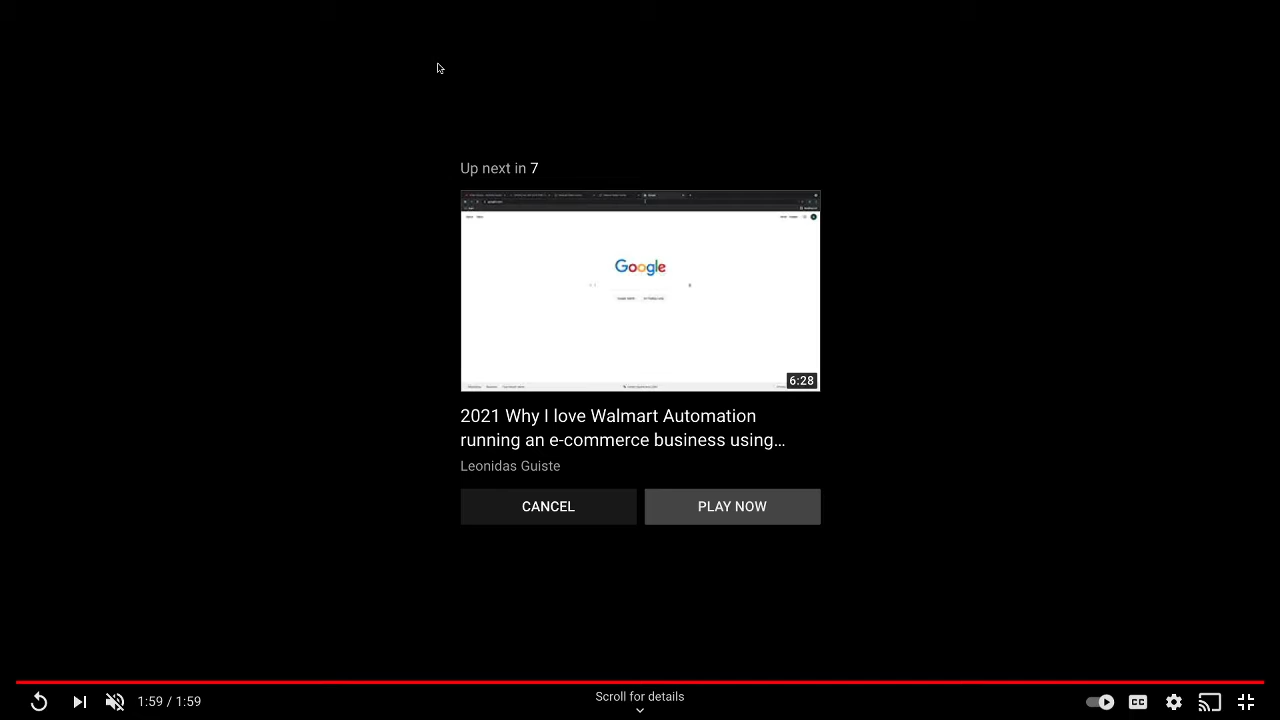 Up next in 7
Google
6:28
2021 Why I love Walmart Automation
running an e-commerce business using...
Leonidas Guiste
CANCEL
PLAY NOW
1:59 / 1:59
Scroll for details
CC